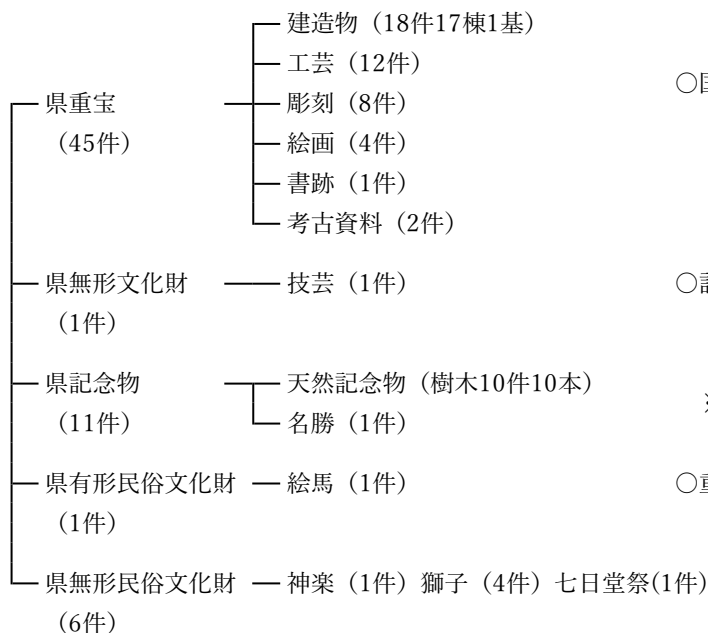 建造物（18件17棟1基）
工芸（12件）
県重宝
彫刻（8件）
（45件）
絵画（4件）
書跡（1件）
考古資料（2件）
県無形文化財
技芸（1件）
（1件）
県記念物
天然記念物（樹木10件10本）
（11件）
名勝（1件）
県有形民俗文化財
絵馬（1件）
（1件）
県無形民俗文化財
神楽（1件）獅子（4件）七日堂祭(1件)
（6件）